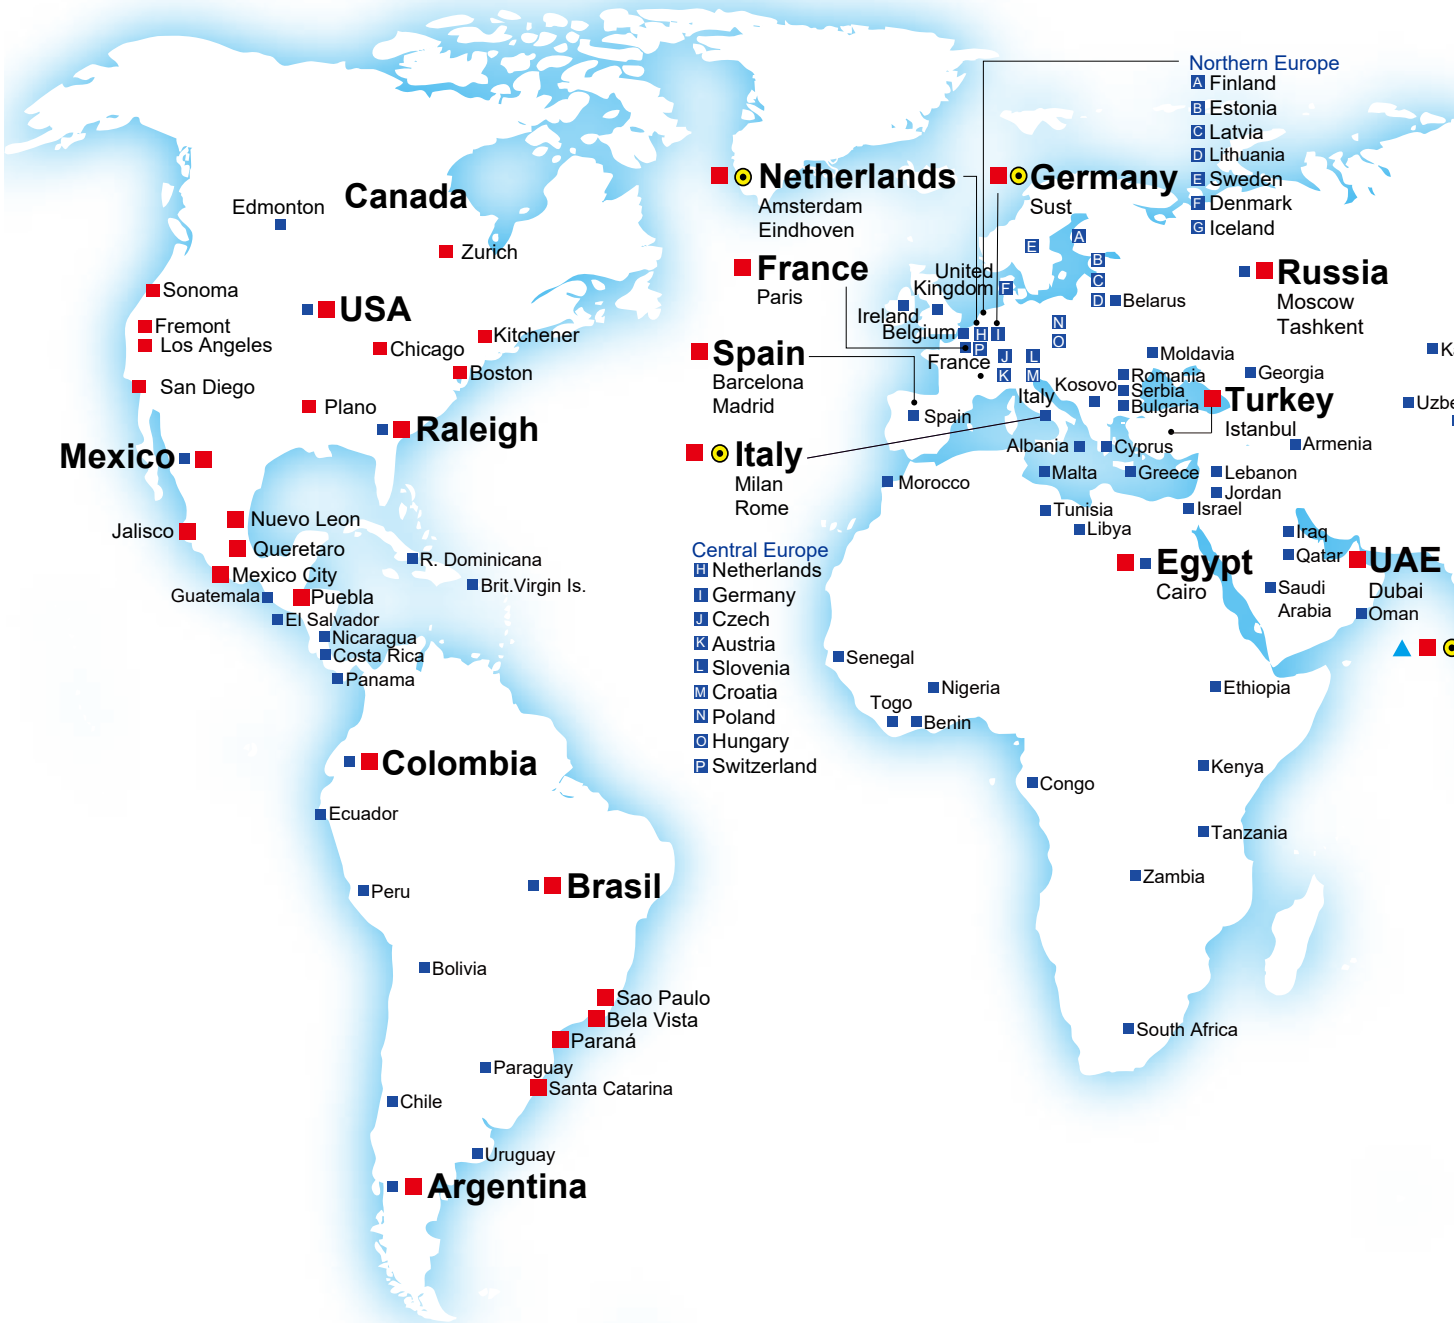 Canada
Edmonton
Zurich
Sonoma
USA
Fremont
Los Angeles
Kitchener
Chicago
San Diego
Boston
Plano
Raleigh
Mexico
Nuevo Leon
Jalisco
Queretaro
Mexico City
Guatemala
Puebla
El Salvador
Nicaragua
Costa Rica
Panama
R. Dominicana
Brit.Virgin Is.
Colombia
Ecuador
Peru
Brasil
Bolivia
Sao Paulo
Bela Vista
Paraná
Paraguay
Santa Catarina
Chile
Uruguay
Argentina
Netherlands
Amsterdam
Eindhoven
France
Paris
Spain
Barcelona
Madrid
Italy
Milan
Rome
Germany
Sust
Northern Europe
A Finland
B Estonia
C Latvia
D Lithuania
E Sweden
F Denmark
G Iceland
Russia
Moscow
Tashkent
E
A
B
C
D
Belarus
United
Kingdom
F
Ireland
Belgium
H
I
N
O
P
France
J
L
K
M
Moldavia
Romania
Serbia
Bulgaria
Kosovo
Italy
Georgia
Turkey
Istanbul
Spain
Albania
Cyprus
Armenia
Malta
Greece
Lebanon
Jordan
Morocco
Tunisia
Libya
Israel
Iraq
Qatar
Egypt
Cairo
UAE
Dubai
Saudi
Arabia
Oman
Central Europe
H Netherlands
I Germany
J Czech
K Austria
L Slovenia
M Croatia
N Poland
O Hungary
P Switzerland
Senegal
Nigeria
Togo
Benin
Ethiopia
Kenya
Congo
Tanzania
Zambia
South Africa